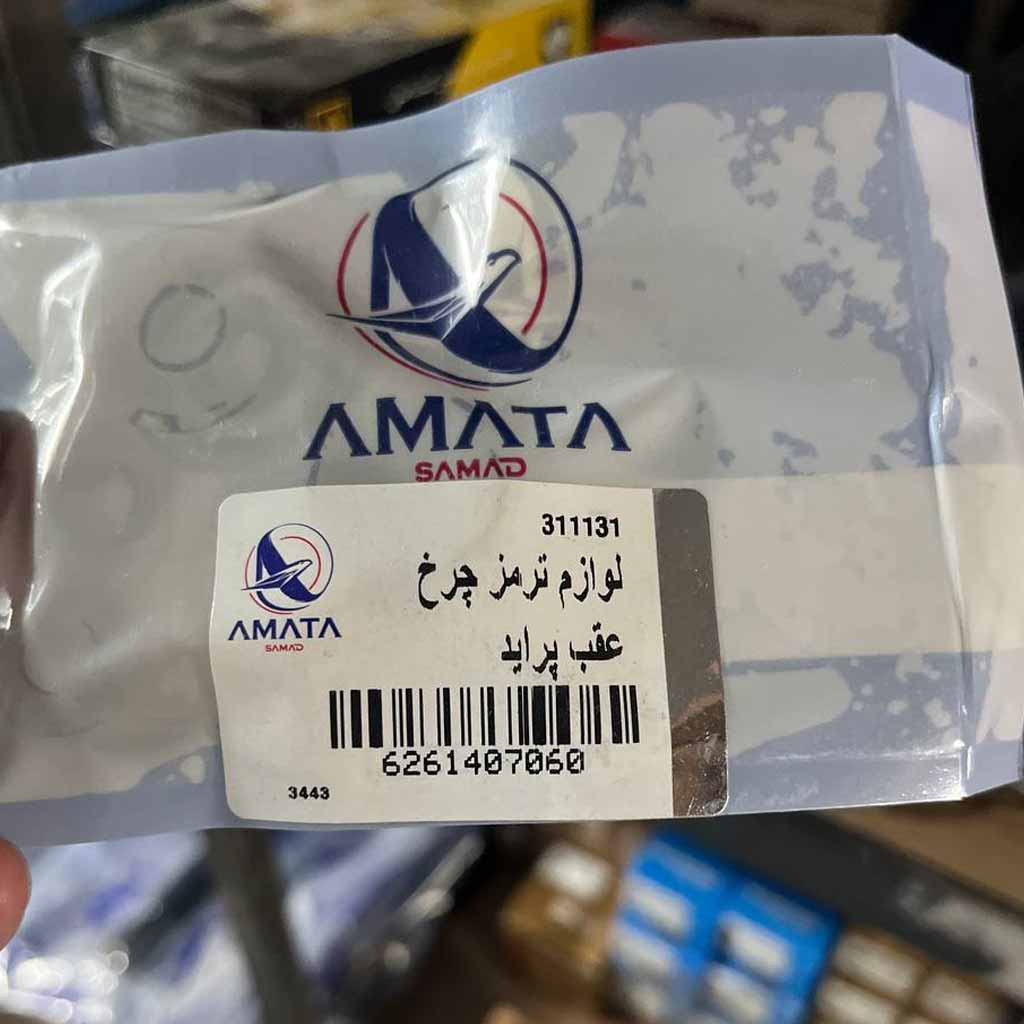 AMATA
SAMAD
311131
لوازم ترمز چرخ
عقب پراید
AMATA
SAMAD
6261407060
3443